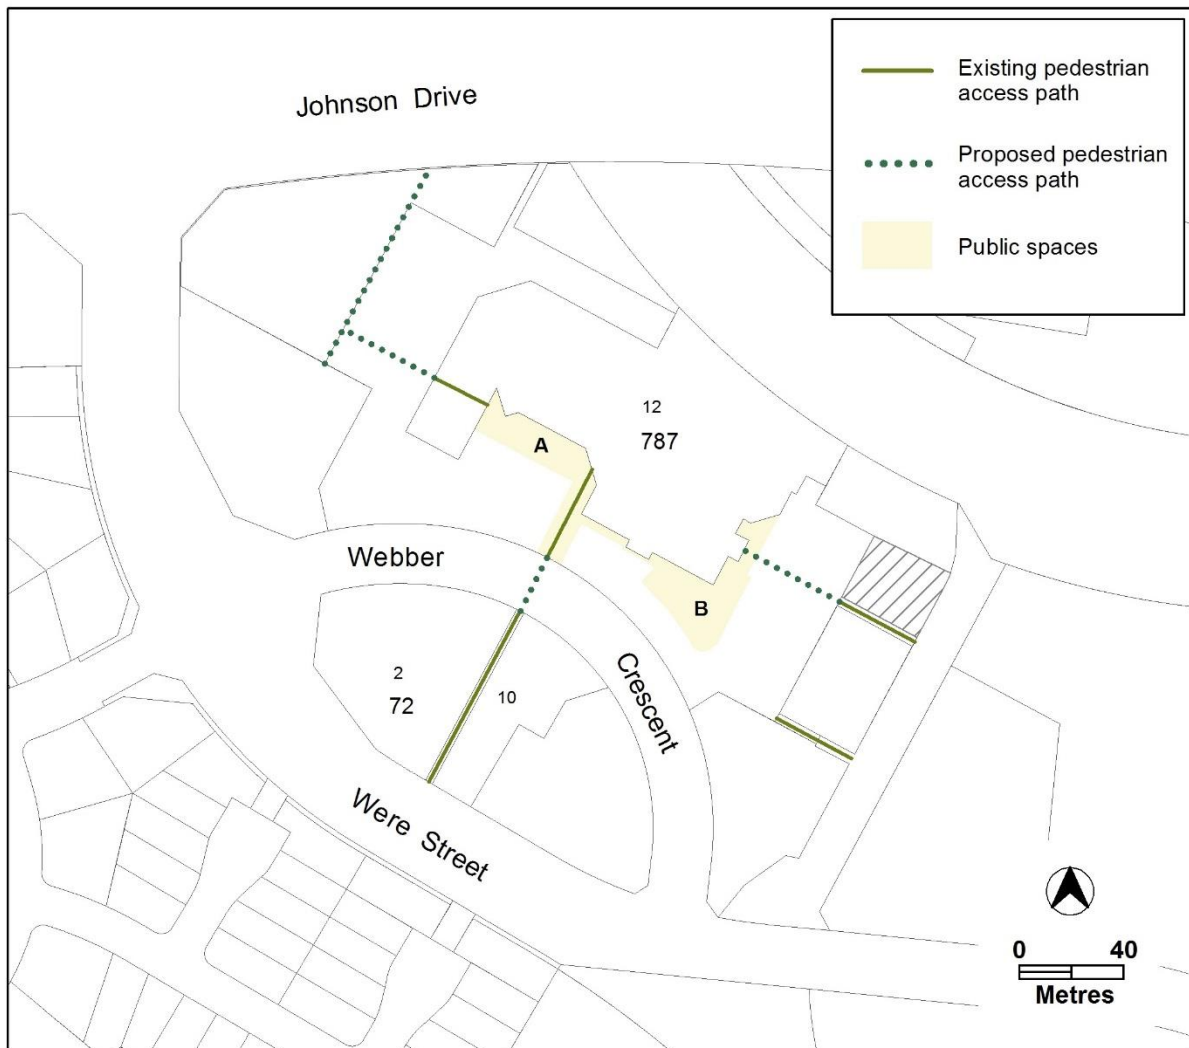 Johnson Drive
Existing pedestrian
access path
Proposed pedestrian
access path
Public spaces
12
787
A
B
Webber
Crescent
2
72
10
Were Street
0 40
Metres